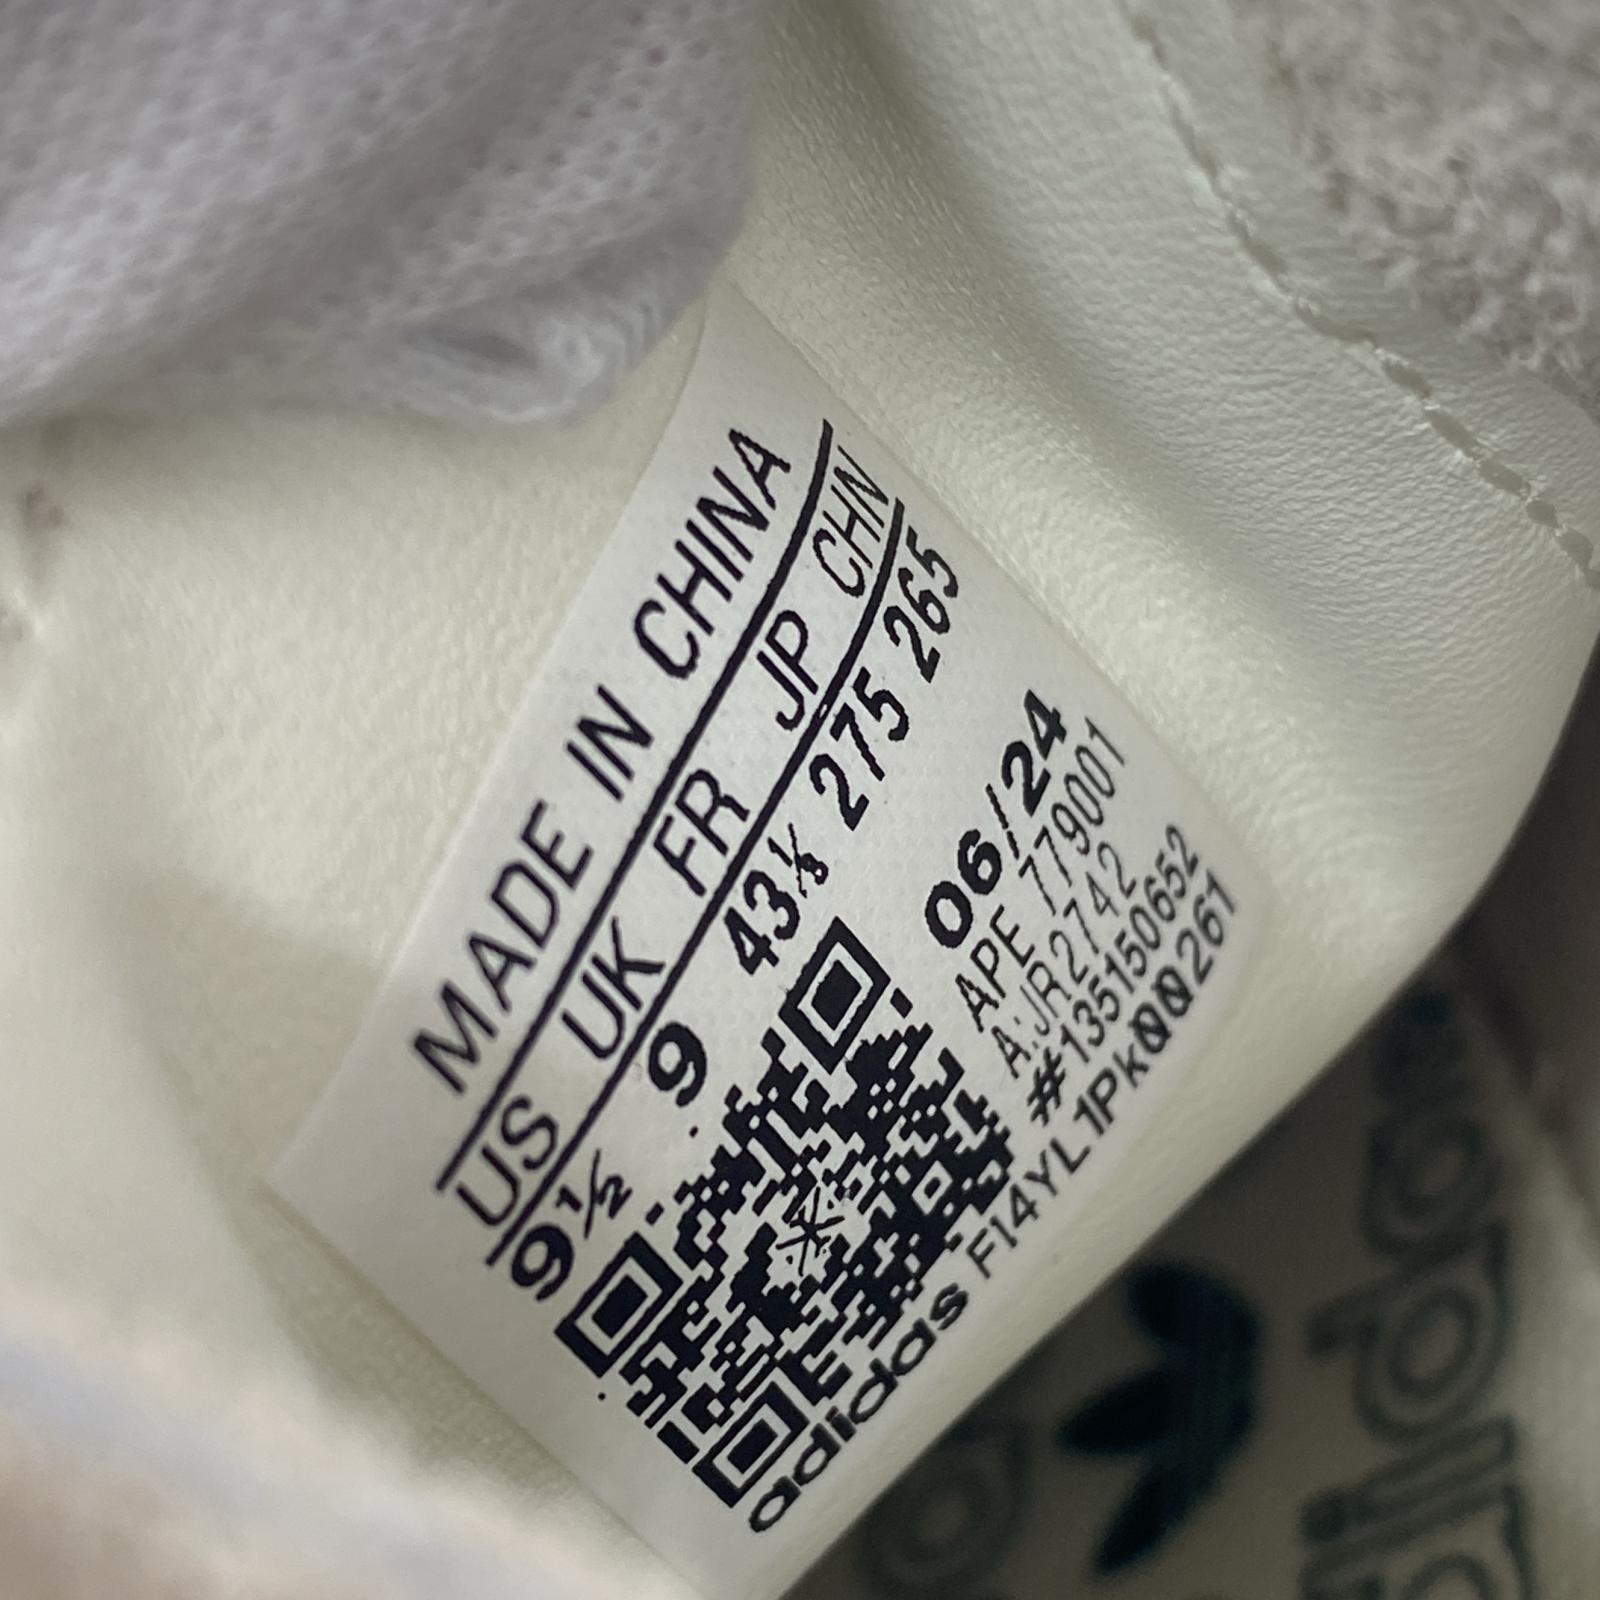 MADE IN CHINA
US UK FR JP CHN
9½ 9 43⅓ 275 265
06/24
APE 779001
A:JR2742
#135150652
adidas F14YL1PkQQ261